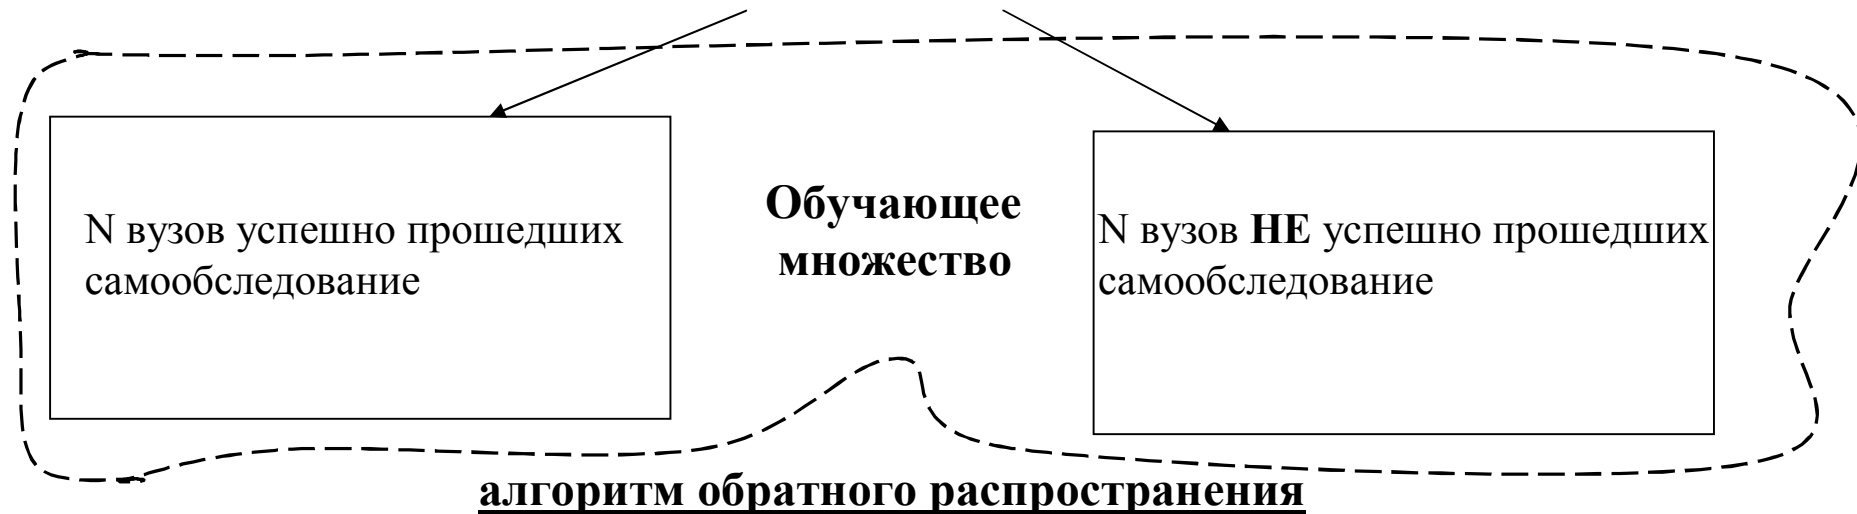 N вузов успешно прошедших
самообследование
Обучающее
множество
N вузов НЕ успешно прошедших
самообследование
алгоритм обратного распространения